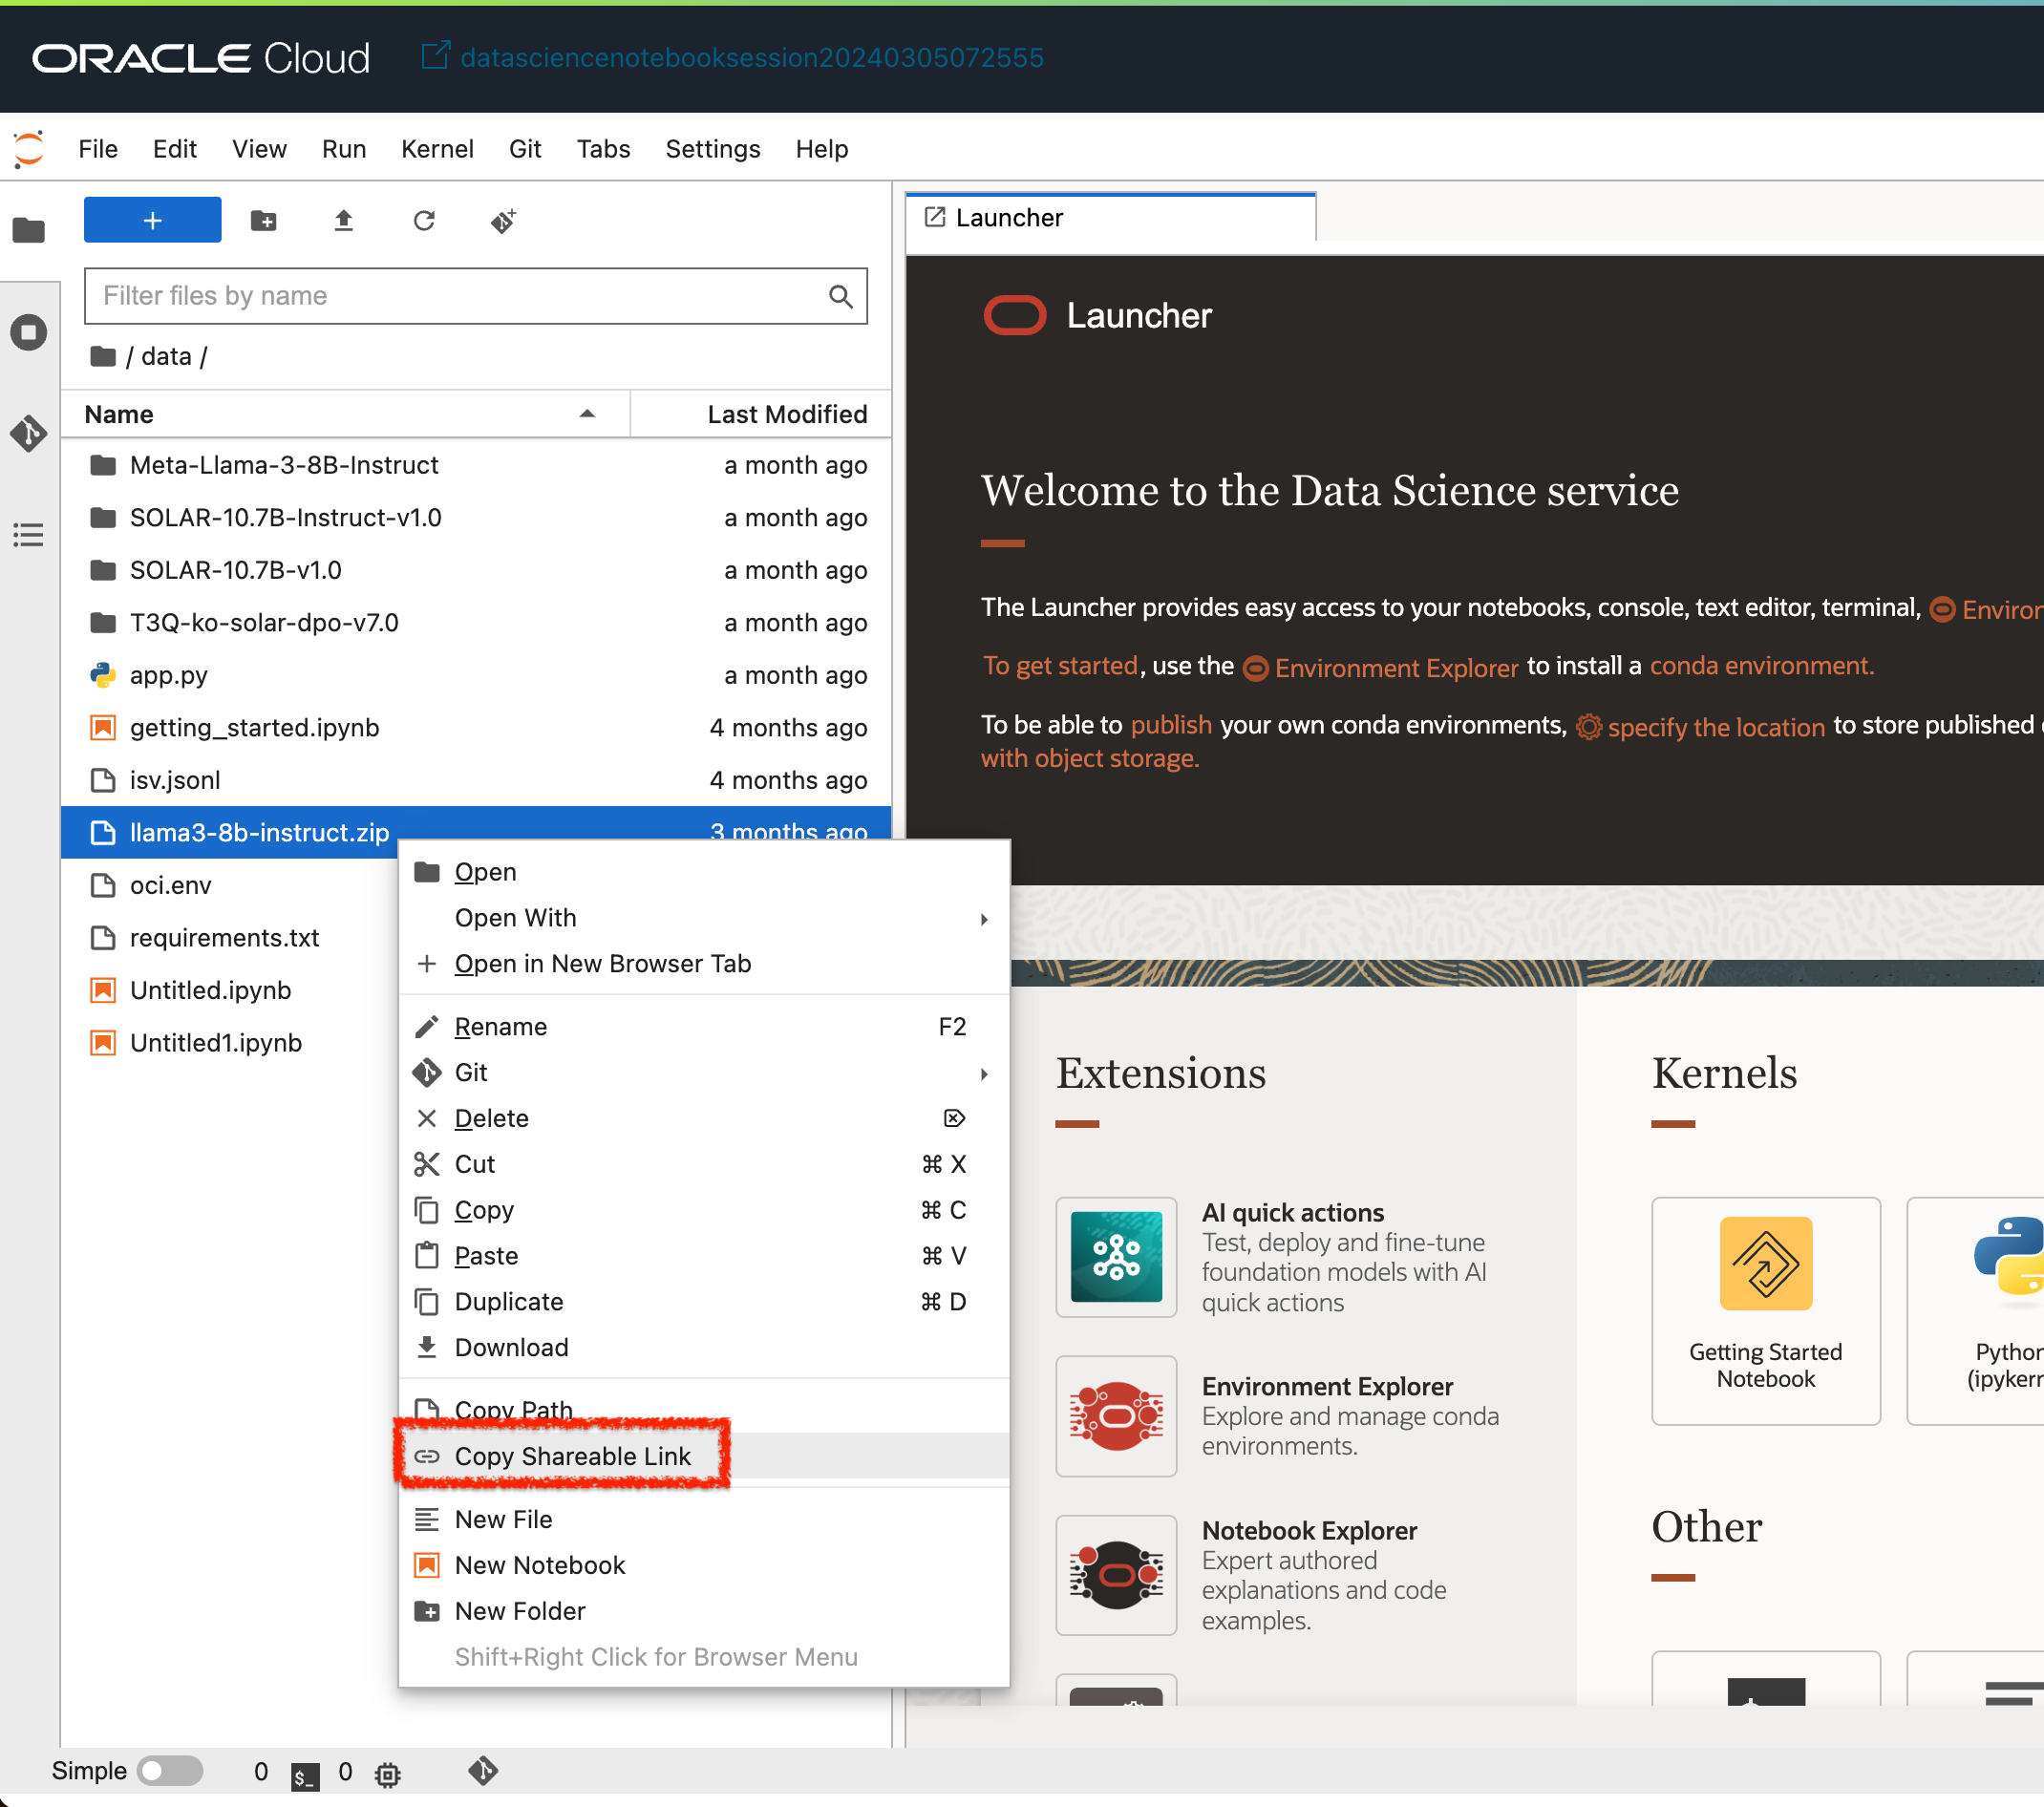 ORACLE Cloud datasciencenotebooksession20240305072555
File Edit View Run Kernel Git Tabs Settings Help
+
Launcher
Filter files by name
/ data /
Name Last Modified
Meta-Llama-3-8B-Instruct a month ago
SOLAR-10.7B-Instruct-v1.0 a month ago
SOLAR-10.7B-v1.0 a month ago
T3Q-ko-solar-dpo-v7.0 a month ago
app.py a month ago
getting_started.ipynb 4 months ago
isv.jsonl 4 months ago
llama3-8b-instruct.zip 3 months ago
oci.env
requirements.txt
Untitled.ipynb
Untitled1.ipynb
Open
Open With
Open in New Browser Tab
Rename F2
Git
Delete
Cut ⌘ X
Copy ⌘ C
Paste ⌘ V
Duplicate ⌘ D
Download
Copy Path
Copy Shareable Link
New File
New Notebook
New Folder
Shift+Right Click for Browser Menu
Launcher
Welcome to the Data Science service
The Launcher provides easy access to your notebooks, console, text editor, terminal,
To get started, use the Environment Explorer to install a conda environment.
To be able to publish your own conda environments, specify the location to store published
with object storage.
Extensions
AI quick actions
Test, deploy and fine-tune
foundation models with AI
quick actions
Environment Explorer
Explore and manage conda
environments.
Notebook Explorer
Expert authored
explanations and code
examples.
Kernels
Getting Started
Notebook
Python
Other
Simple 0 $_ 0